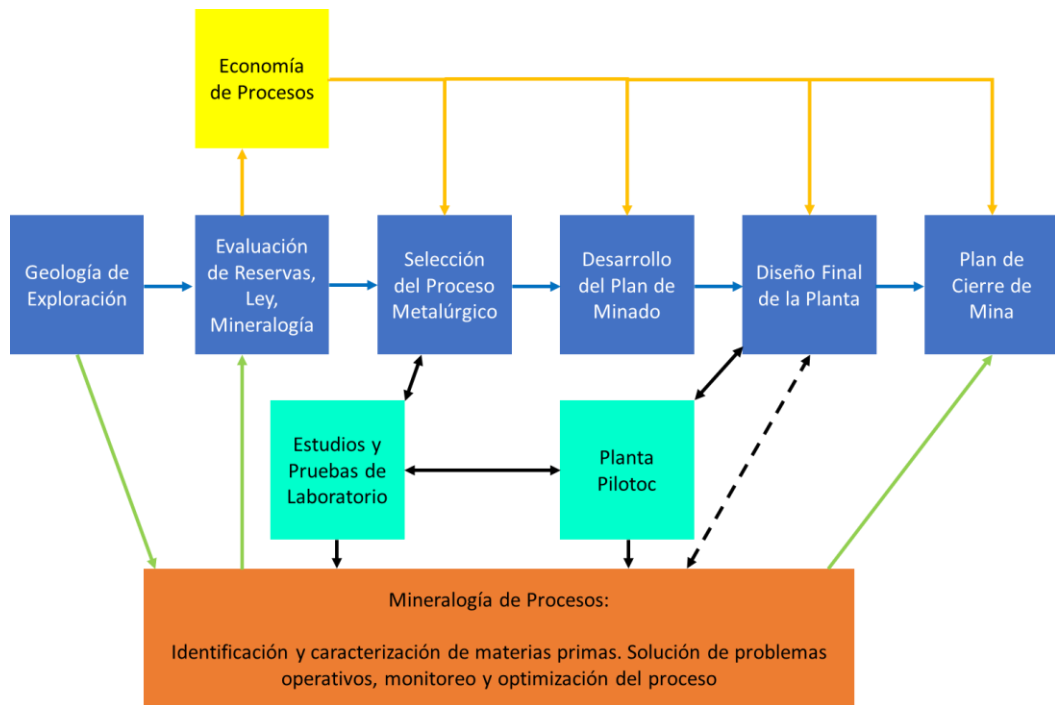 Economía
de Procesos
Geología de
Exploración
Evaluación
de Reservas,
Ley,
Mineralogía
Selección
del Proceso
Metalúrgico
Desarrollo
del Plan de
Minado
Diseño Final
de la Planta
Plan de
Cierre de
Mina
Estudios y
Pruebas de
Laboratorio
Planta
Pilotoc
Mineralogía de Procesos:
Identificación y caracterización de materias primas. Solución de problemas
operativos, monitoreo y optimización del proceso